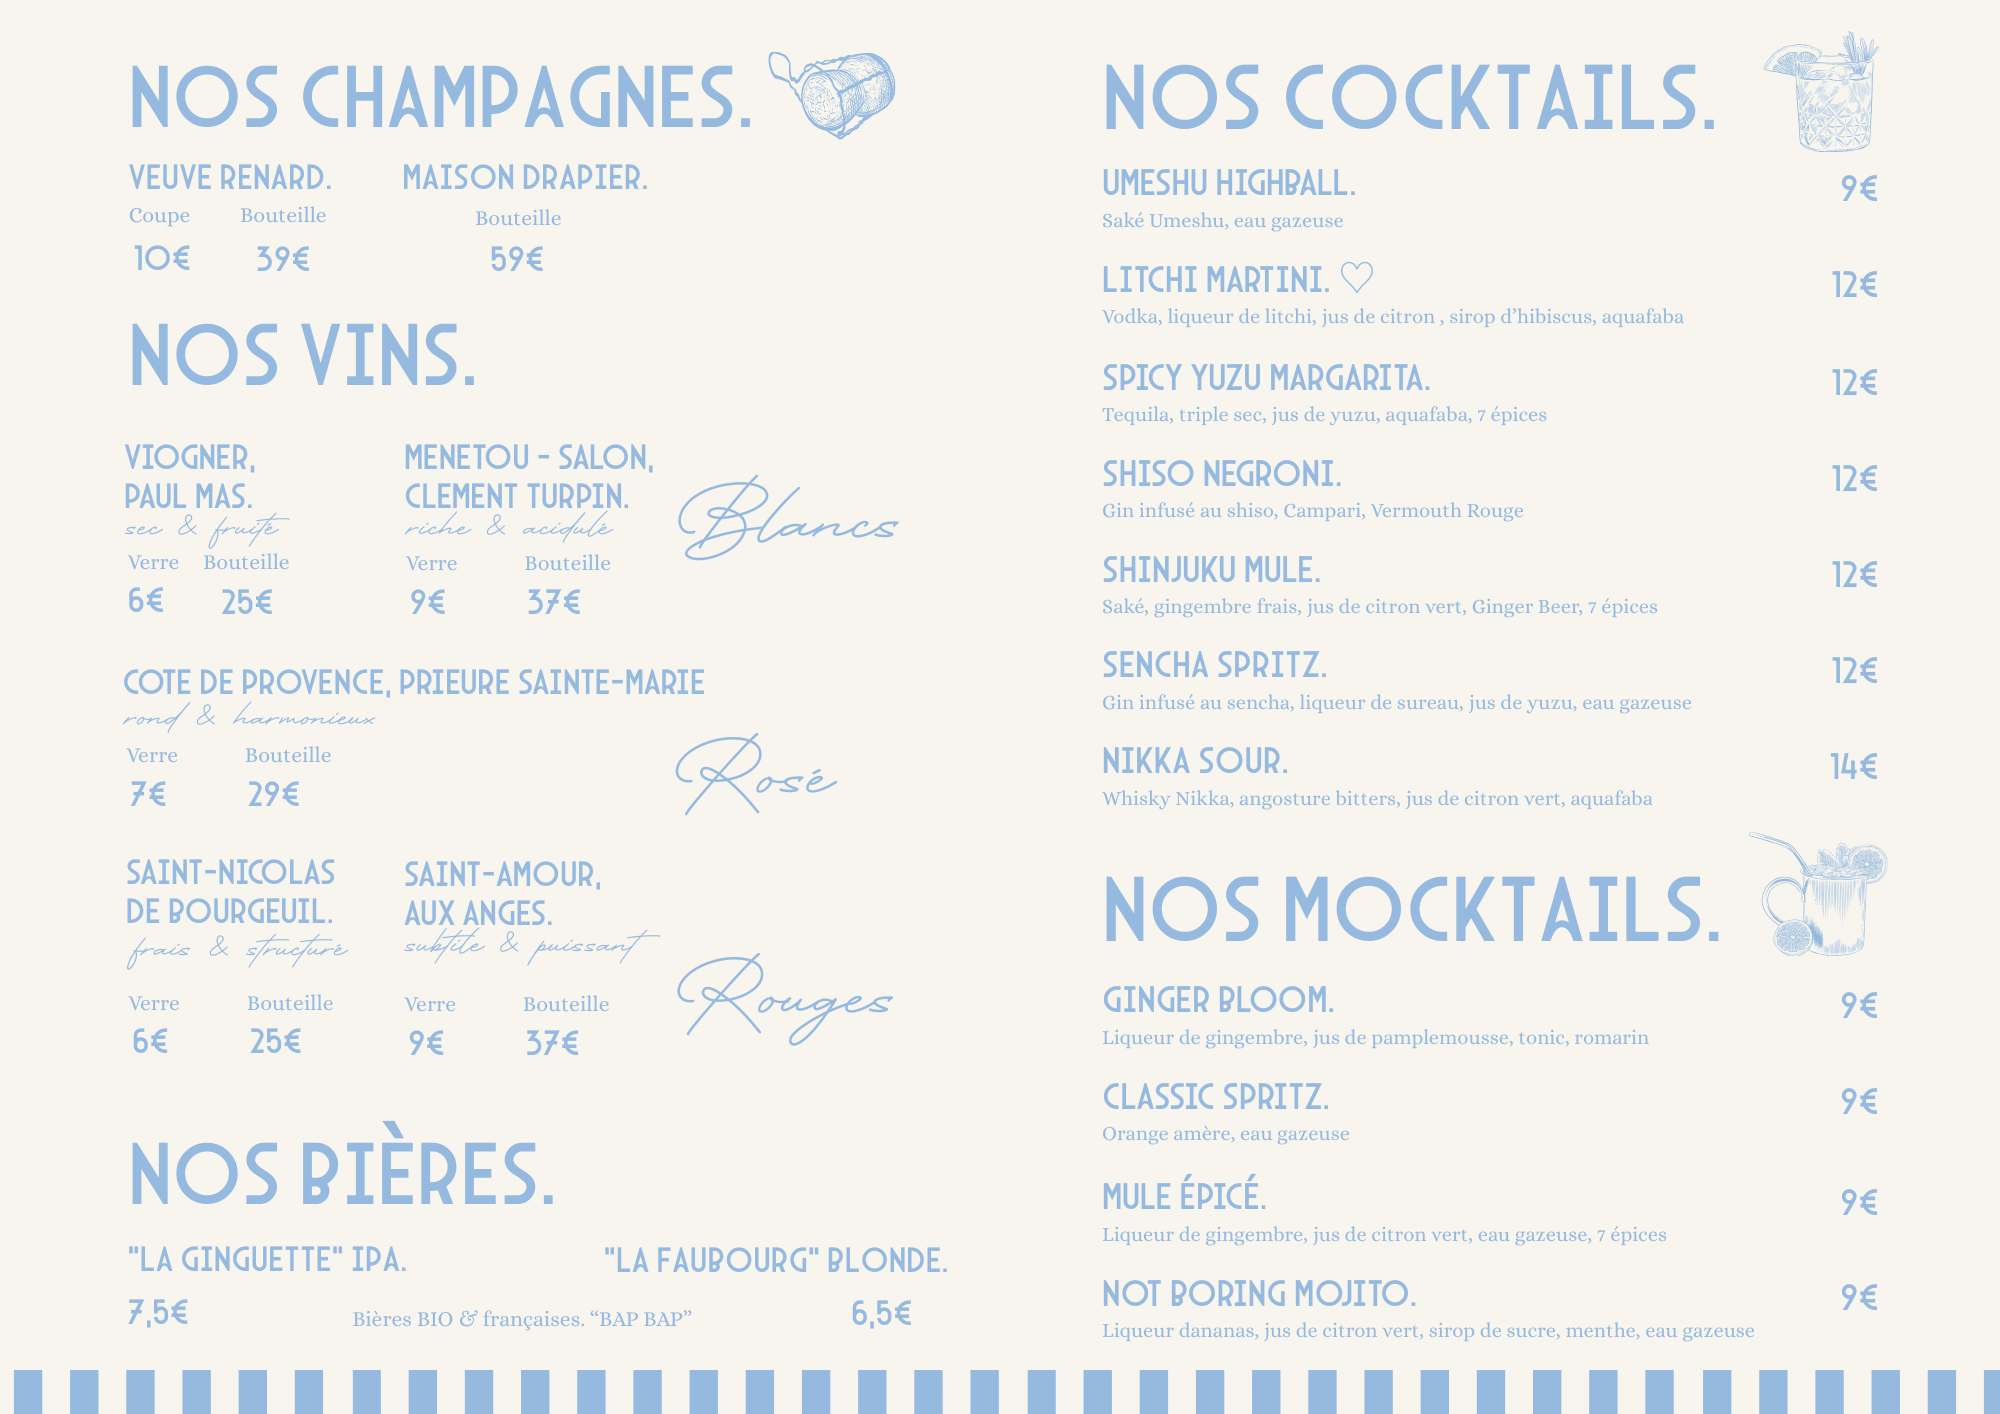 NOS CHAMPAGNES.
VEUVE RENARD.
Coupe Bouteille
10€ 39€
MAISON DRAPIER.
Bouteille
59€
NOS VINS.
VIOGNER,
PAUL MAS.
sec & fruité
Verre Bouteille
6€ 25€
MENETOU - SALON,
CLEMENT TURPIN.
riche & acidulé
Verre Bouteille
9€ 37€
Blancs
COTE DE PROVENCE, PRIEURE SAINTE-MARIE
rond & harmonieux
Verre Bouteille
7€ 29€
Rosé
SAINT-NICOLAS
DE BOURGEUIL.
frais & structuré
Verre Bouteille
6€ 25€
SAINT-AMOUR,
AUX ANGES.
subtile & puissant
Verre Bouteille
9€ 37€
Rouges
NOS BIÈRES.
"LA GINGUETTE" IPA.
7,5€
"LA FAUBOURG" BLONDE.
6,5€
Bières BIO & françaises. “BAP BAP”
NOS COCKTAILS.
UMESHU HIGHBALL. 9€
Saké Umeshu, eau gazeuse
LITCHI MARTINI. ♡ 12€
Vodka, liqueur de litchi, jus de citron , sirop d’hibiscus, aquafaba
SPICY YUZU MARGARITA. 12€
Tequila, triple sec, jus de yuzu, aquafaba, 7 épices
SHISO NEGRONI. 12€
Gin infusé au shiso, Campari, Vermouth Rouge
SHINJUKU MULE. 12€
Saké, gingembre frais, jus de citron vert, Ginger Beer, 7 épices
SENCHA SPRITZ. 12€
Gin infusé au sencha, liqueur de sureau, jus de yuzu, eau gazeuse
NIKKA SOUR. 14€
Whisky Nikka, angosture bitters, jus de citron vert, aquafaba
NOS MOCKTAILS.
GINGER BLOOM. 9€
Liqueur de gingembre, jus de pamplemousse, tonic, romarin
CLASSIC SPRITZ. 9€
Orange amère, eau gazeuse
MULE ÉPICÉ. 9€
Liqueur de gingembre, jus de citron vert, eau gazeuse, 7 épices
NOT BORING MOJITO. 9€
Liqueur dananas, jus de citron vert, sirop de sucre, menthe, eau gazeuse